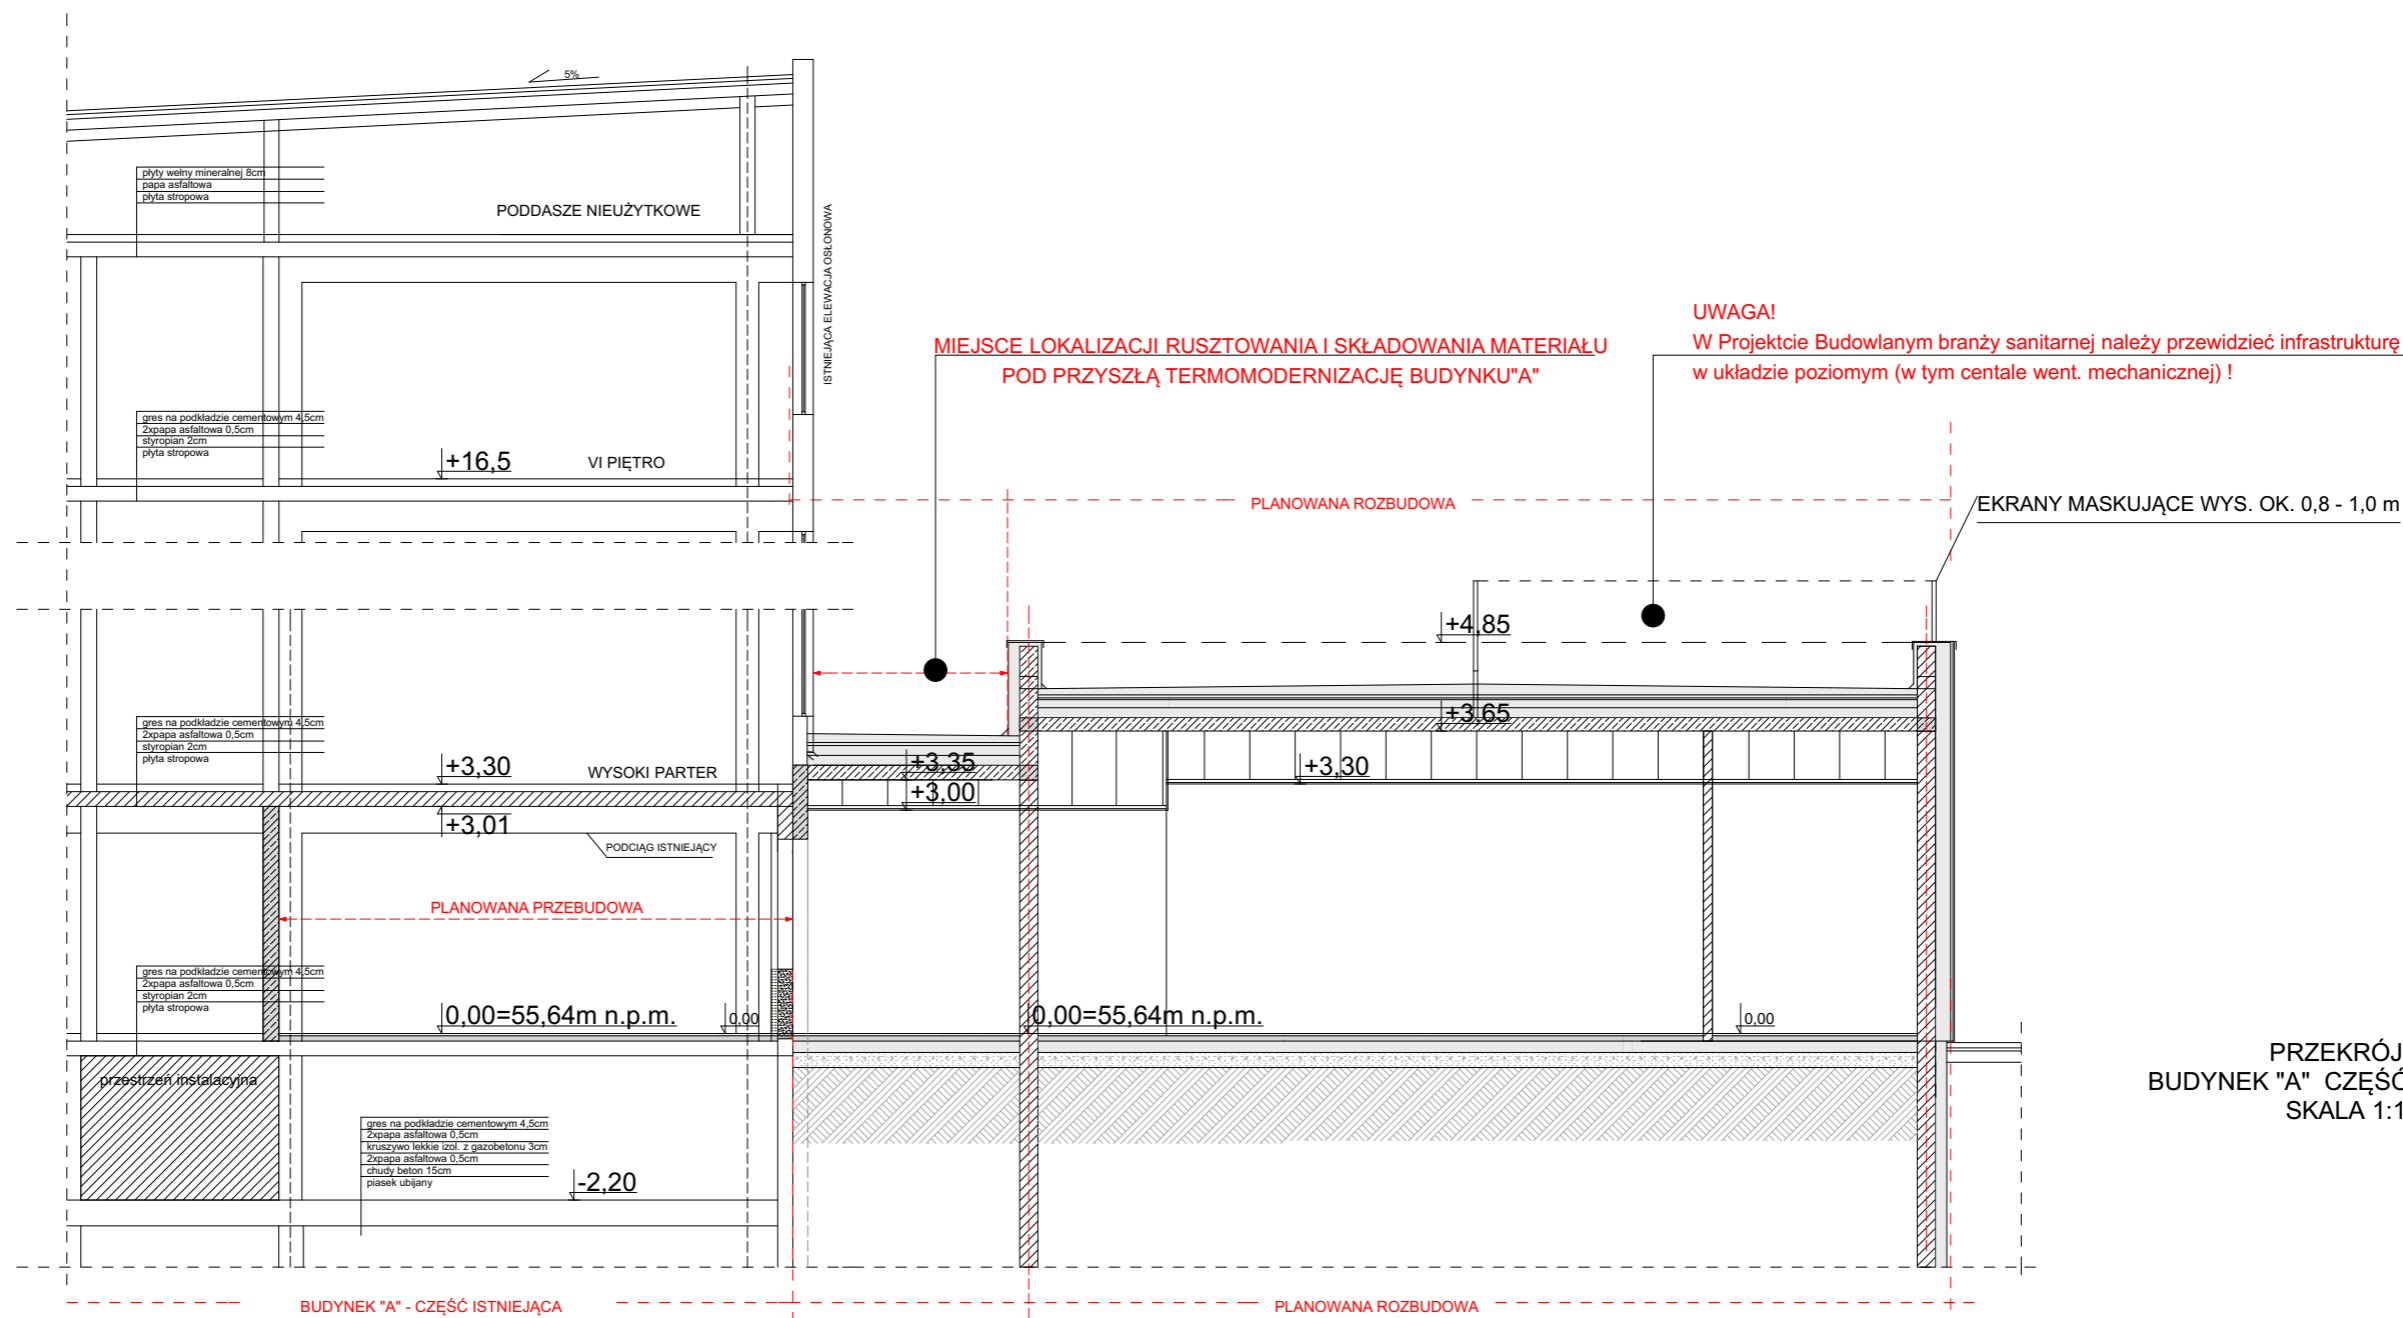 5%
płyty wełny mineralnej 8cm
papa asfaltowa
płyta stropowa
PODDASZE NIEUŻYTKOWE
ISTNIEJĄCA ELEWACJA OSŁONOWA
UWAGA!
W Projektcie Budowlanym branży sanitarnej należy przewidzieć infrastrukturę
w układzie poziomym (w tym centale went. mechanicznej) !
MIEJSCE LOKALIZACJI RUSZTOWANIA I SKŁADOWANIA MATERIAŁU
POD PRZYSZŁĄ TERMOMODERNIZACJĘ BUDYNKU"A"
gres na podkładzie cementowym 4,5cm
2xpapa asfaltowa 0,5cm
styropian 2cm
płyta stropowa
+16,5
VI PIĘTRO
PLANOWANA ROZBUDOWA
EKRANY MASKUJĄCE WYS. OK. 0,8 - 1,0 m
+4,85
+3,65
gres na podkładzie cementowym 4,5cm
2xpapa asfaltowa 0,5cm
styropian 2cm
płyta stropowa
+3,30
WYSOKI PARTER
+3,35
+3,30
+3,00
+3,01
PODCIĄG ISTNIEJĄCY
PLANOWANA PRZEBUDOWA
gres na podkładzie cementowym 4,5cm
2xpapa asfaltowa 0,5cm
styropian 2cm
płyta stropowa
0,00=55,64m n.p.m.
0,00
0,00=55,64m n.p.m.
0,00
przestrzeń instalacyjna
PRZEKRÓJ
BUDYNEK "A" CZĘŚĆ
SKALA 1:1
gres na podkładzie cementowym 4,5cm
2xpapa asfaltowa 0,5cm
kruszywo lekkie izol. z gazobetonu 3cm
2xpapa asfaltowa 0,5cm
chudy beton 15cm
piasek ubijany
-2,20
BUDYNEK "A" - CZĘŚĆ ISTNIEJĄCA
PLANOWANA ROZBUDOWA